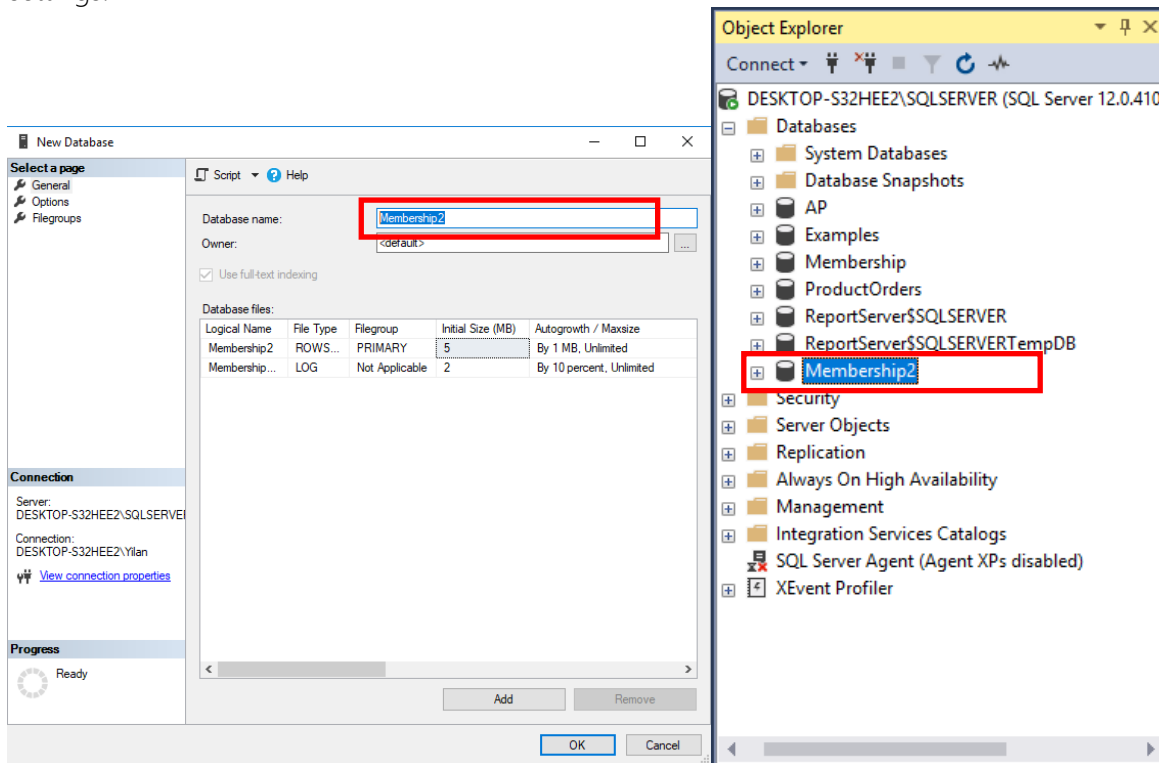 settings.
New Database
Select a page
General
Options
Filegroups
Script
Help
Database name:
Membership2
Owner:
<default>
...
Use full-text indexing
Database files:
Logical Name File Type Filegroup Initial Size (MB) Autogrowth / Maxsize
Membership2 ROWS... PRIMARY 5 By 1 MB, Unlimited
Membership... LOG Not Applicable 2 By 10 percent, Unlimited
Connection
Server:
DESKTOP-S32HEE2\SQLSERVE
Connection:
DESKTOP-S32HEE2\Yilan
View connection properties
Progress
Ready
Add
Remove
OK
Cancel
Object Explorer
Connect
DESKTOP-S32HEE2\SQLSERVER (SQL Server 12.0.410
Databases
System Databases
Database Snapshots
AP
Examples
Membership
ProductOrders
ReportServer$SQLSERVER
ReportServer$SQLSERVERTempDB
Membership2
Security
Server Objects
Replication
Always On High Availability
Management
Integration Services Catalogs
SQL Server Agent (Agent XPs disabled)
XEvent Profiler